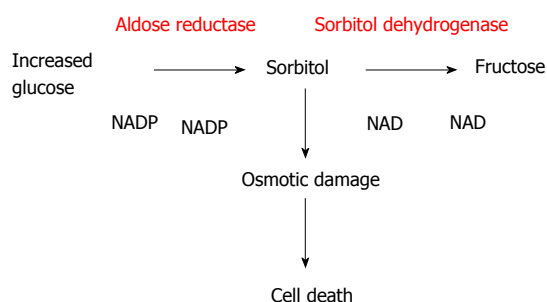 Aldose reductase Sorbitol dehydrogenase
Increased
glucose
Sorbitol
Fructose
NADP NADP NAD NAD
Osmotic damage
Cell death